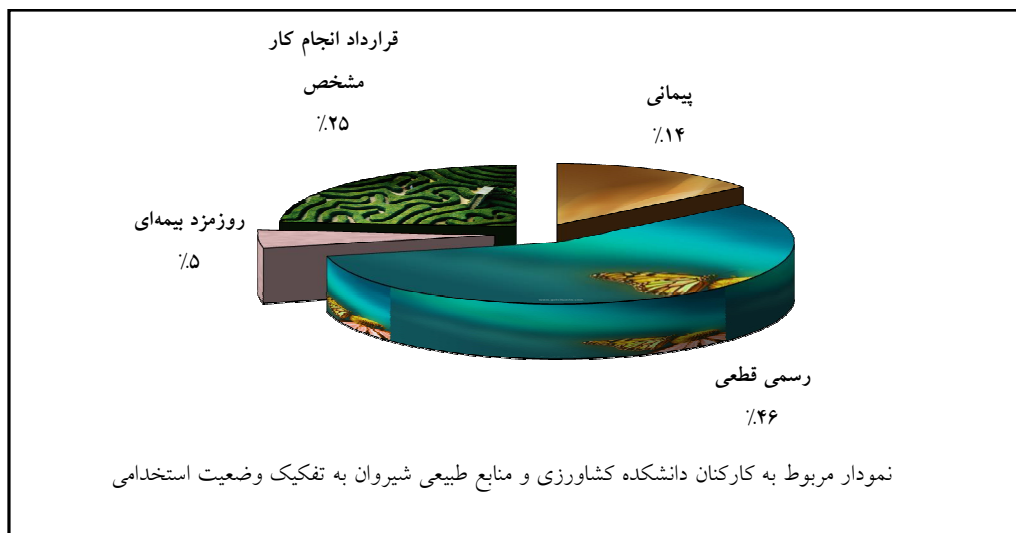 قرارداد انجام کار
مشخص
٪۲۵
پیمانی
٪۱۴
روزمزد بیمه‌ای
٪۵
رسمی قطعی
٪۴۶
نمودار مربوط به کارکنان دانشکده کشاورزی و منابع طبیعی شیروان به تفکیک وضعیت استخدامی